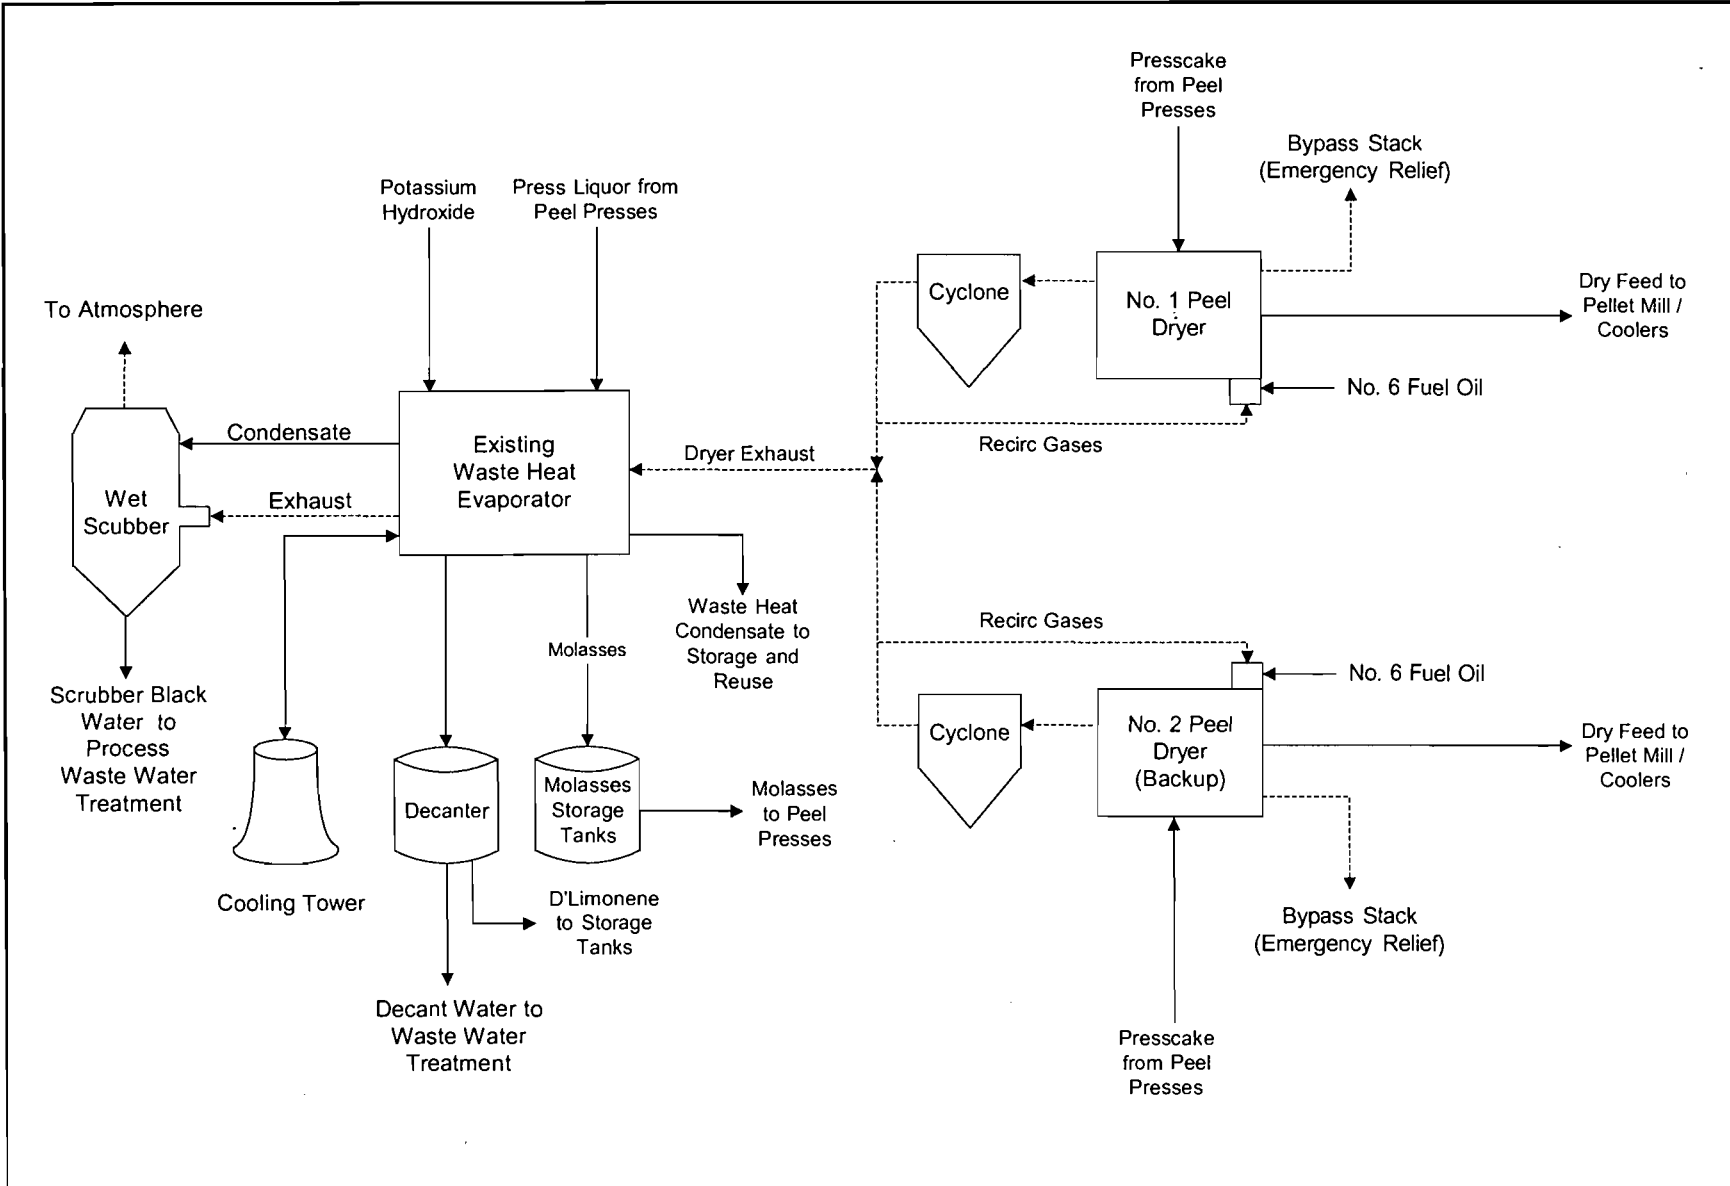 Presscake
from Peel
Presses
Bypass Stack
(Emergency Relief)
Potassium
Hydroxide
Press Liquor from
Peel Presses
To Atmosphere
Cyclone
No. 1 Peel
Dryer
Dry Feed to
Pellet Mill /
Coolers
No. 6 Fuel Oil
Recirc Gases
Condensate
Existing
Waste Heat
Evaporator
Dryer Exhaust
Wet
Scubber
Exhaust
Waste Heat
Condensate to
Storage and
Reuse
Molasses
Recirc Gases
No. 6 Fuel Oil
Scrubber Black
Water to
Process
Waste Water
Treatment
Cyclone
No. 2 Peel
Dryer
(Backup)
Dry Feed to
Pellet Mill /
Coolers
Decanter
Molasses
Storage
Tanks
Molasses
to Peel
Presses
Cooling Tower
D'Limonene
to Storage
Tanks
Bypass Stack
(Emergency Relief)
Decant Water to
Waste Water
Treatment
Presscake
from Peel
Presses